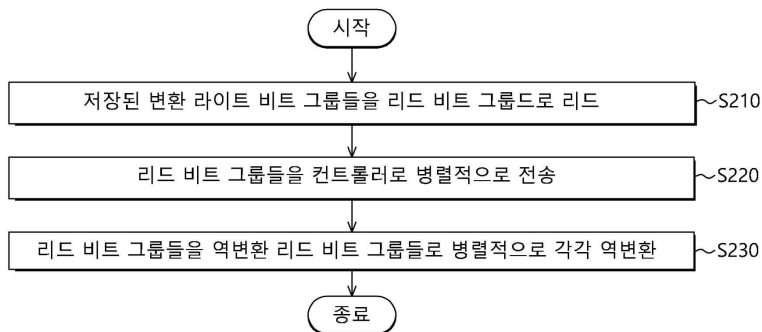 시작
저장된 변환 라이트 비트 그룹들을 리드 비트 그룹드로 리드
S210
리드 비트 그룹들을 컨트롤러로 병렬적으로 전송
S220
리드 비트 그룹들을 역변환 리드 비트 그룹들로 병렬적으로 각각 역변환
S230
종료